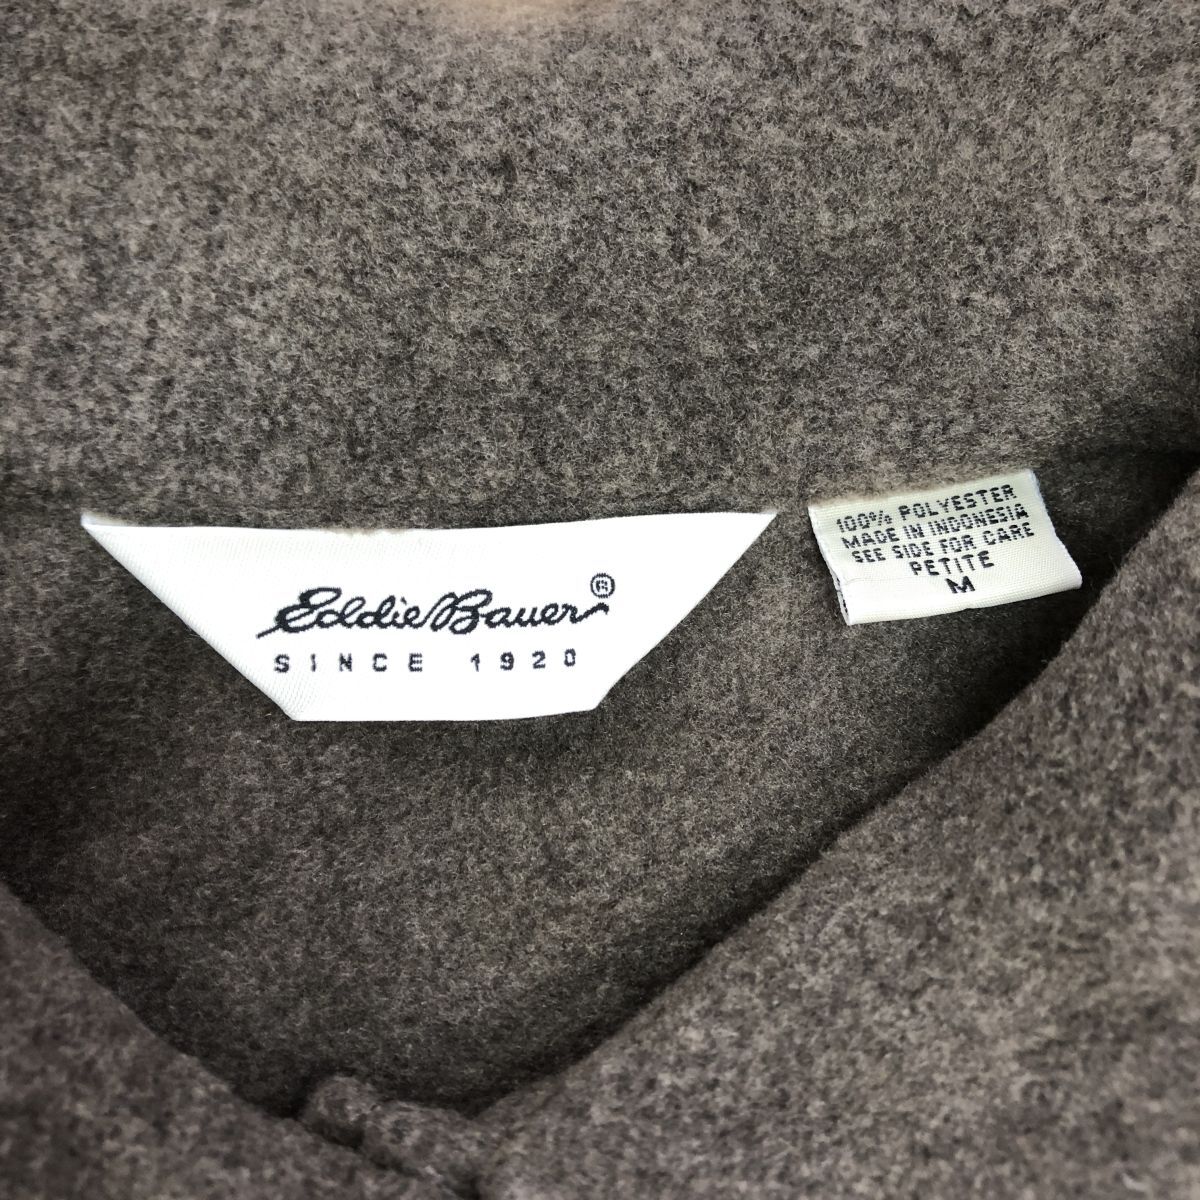 Eddie Bauer®
SINCE 1920
100% POLYESTER
MADE IN INDONESIA
SEE SIDE FOR CARE
PETITE
M